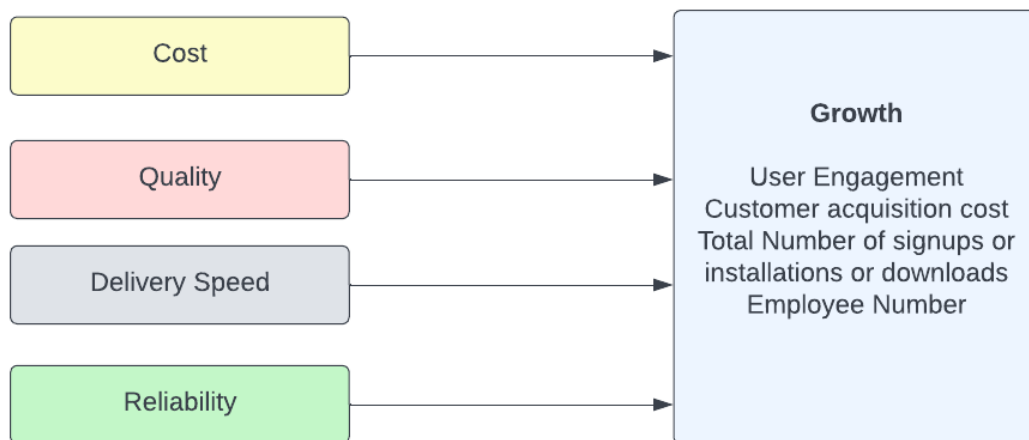 Cost
Quality
Delivery Speed
Reliability
Growth
User Engagement
Customer acquisition cost
Total Number of signups or
installations or downloads
Employee Number